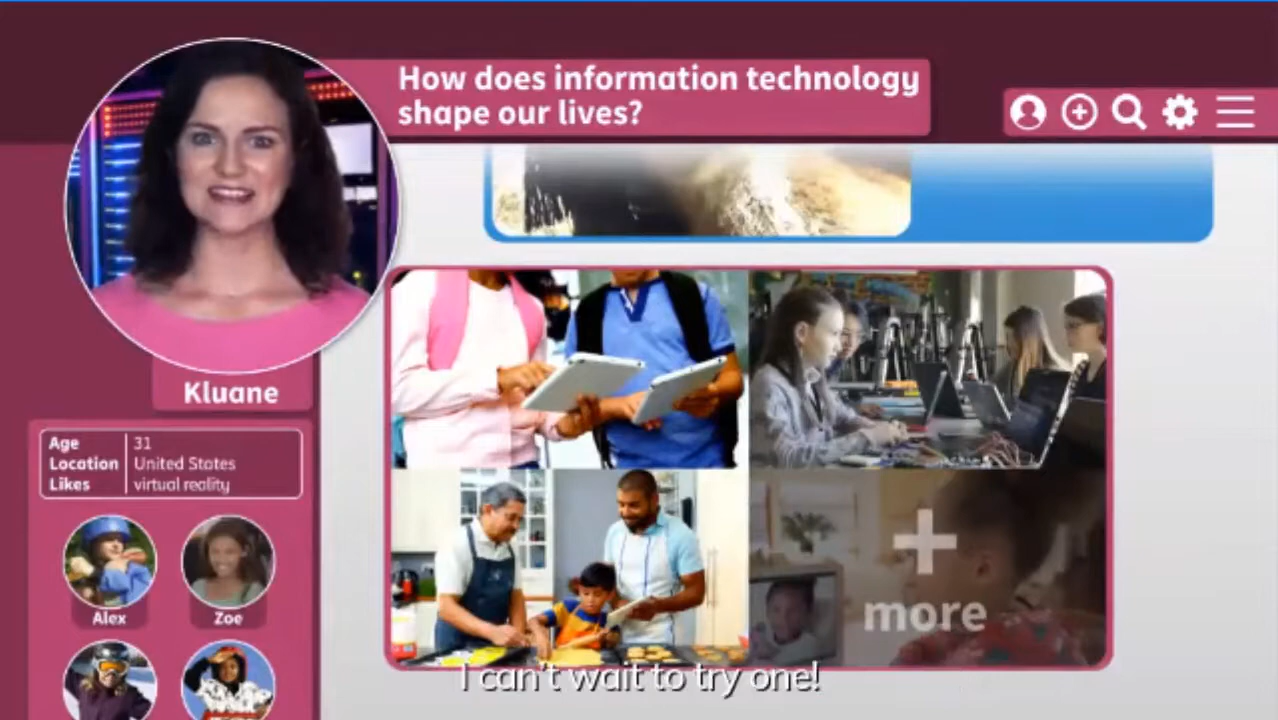 How does information technology
shape our lives?
Kluane
Age 31
Location United States
Likes virtual reality
Alex
Zoe
+
more
I can't wait to try one!